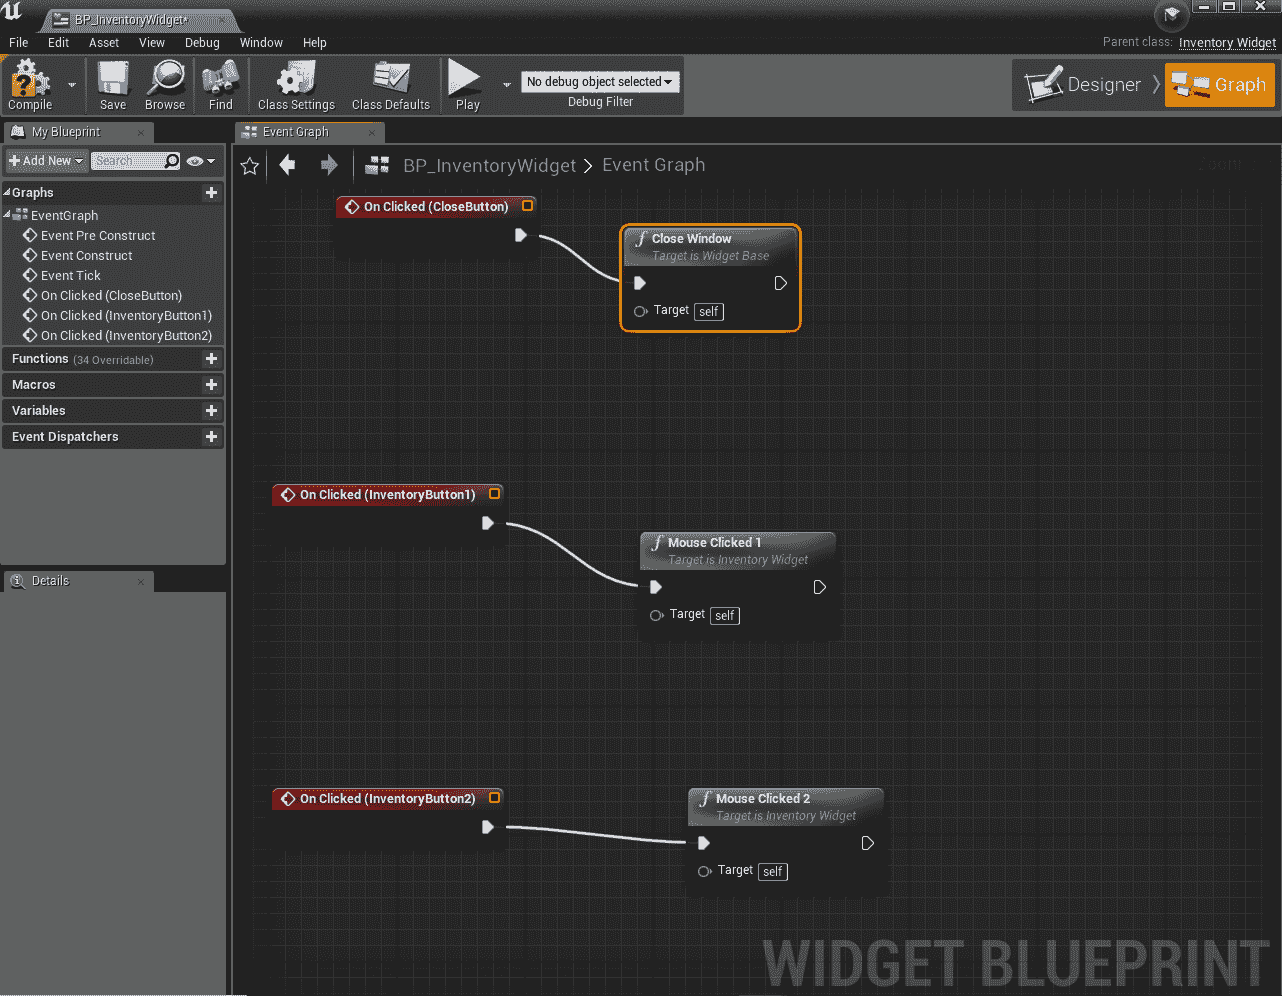 BP_InventoryWidget*
File Edit Asset View Debug Window Help
Parent class: Inventory Widget
Compile Save Browse Find Class Settings Class Defaults Play
No debug object selected
Debug Filter
Designer Graph
My Blueprint
Event Graph
Add New Search
BP_InventoryWidget > Event Graph
Graphs
EventGraph
Event Pre Construct
Event Construct
Event Tick
On Clicked (CloseButton)
On Clicked (InventoryButton1)
On Clicked (InventoryButton2)
Functions (34 Overridable)
Macros
Variables
Event Dispatchers
Details
On Clicked (CloseButton)
f Close Window
Target is Widget Base
Target self
On Clicked (InventoryButton1)
f Mouse Clicked 1
Target is Inventory Widget
Target self
On Clicked (InventoryButton2)
f Mouse Clicked 2
Target is Inventory Widget
Target self
WIDGET BLUEPRINT